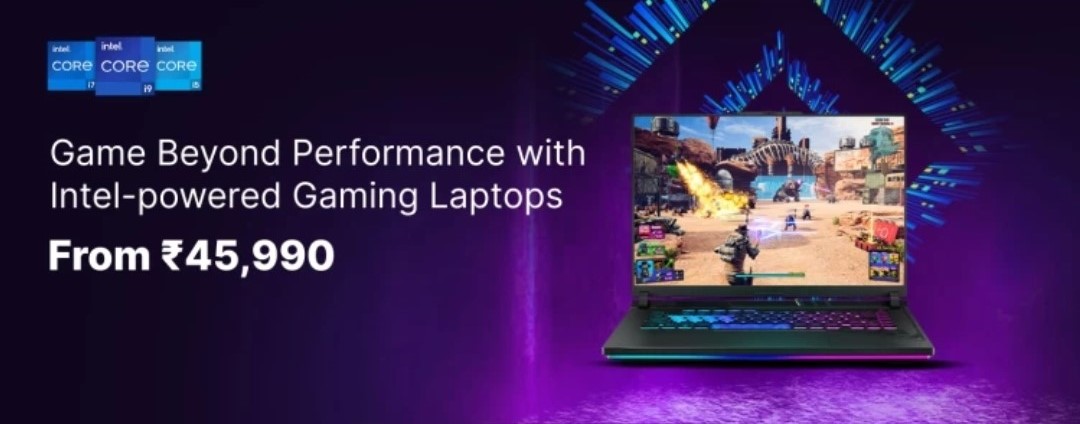 intel
CORE
i7
intel
CORE
i9
intel
CORE
i5
Game Beyond Performance with
Intel-powered Gaming Laptops
From ₹45,990